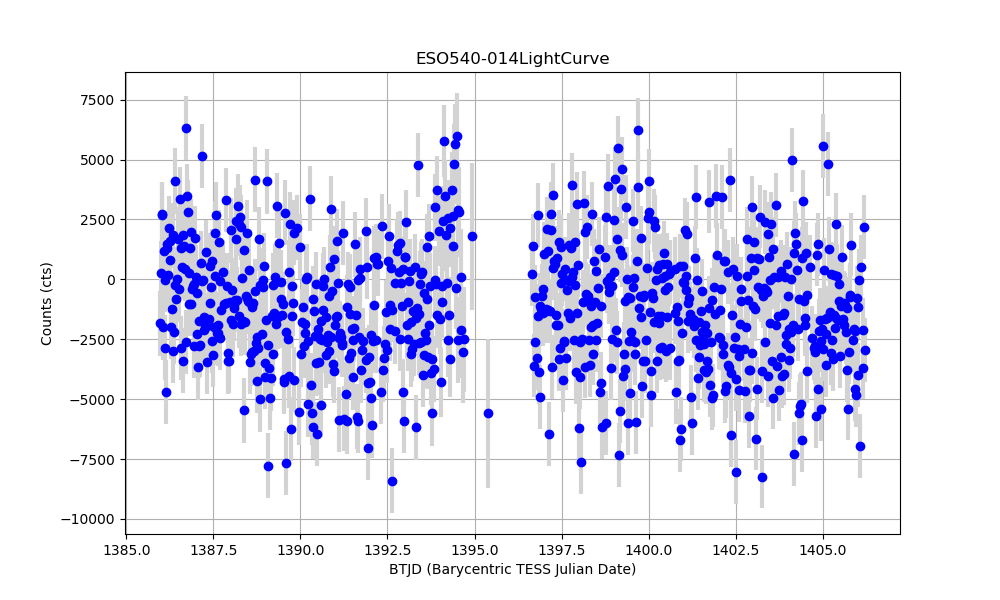 ESO540-014LightCurve
7500
5000
2500
0
−2500
−5000
−7500
−10000
Counts (cts)
1385.0 1387.5 1390.0 1392.5 1395.0 1397.5 1400.0 1402.5 1405.0
BTJD (Barycentric TESS Julian Date)